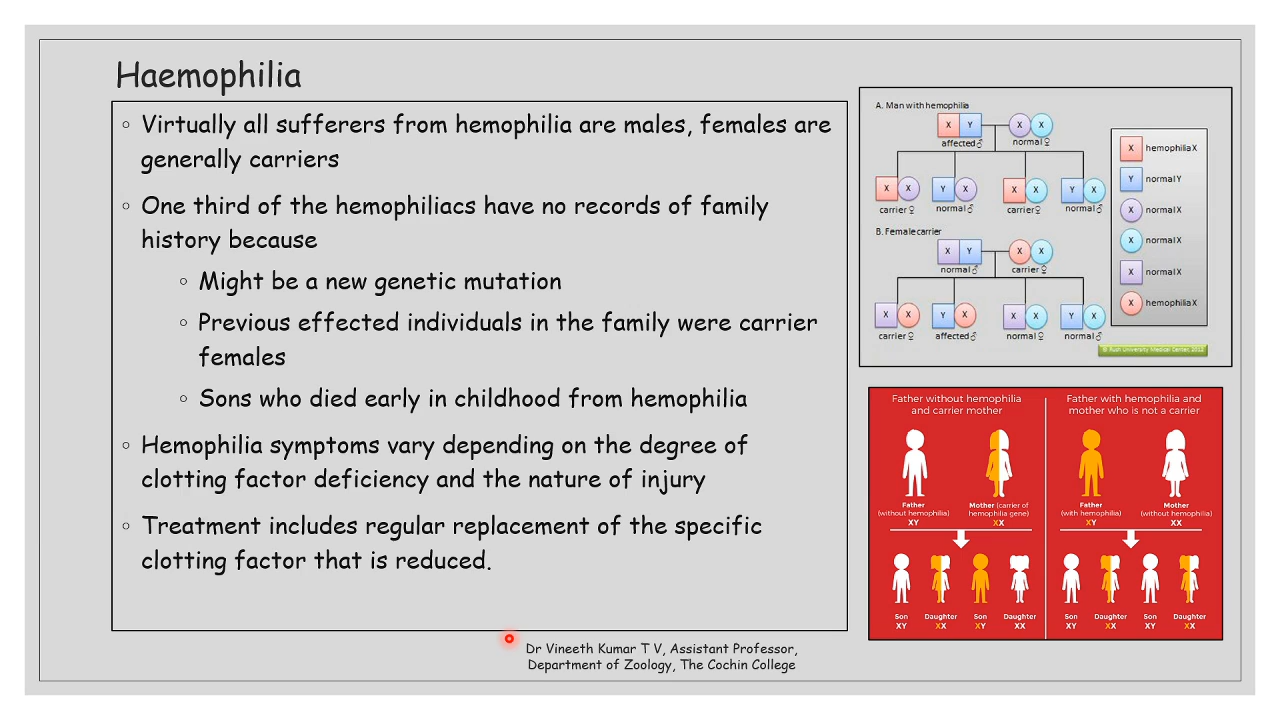 Haemophilia
◦ Virtually all sufferers from hemophilia are males, females are
generally carriers
◦ One third of the hemophiliacs have no records of family
history because
◦ Might be a new genetic mutation
◦ Previous effected individuals in the family were carrier
females
◦ Sons who died early in childhood from hemophilia
◦ Hemophilia symptoms vary depending on the degree of
clotting factor deficiency and the nature of injury
◦ Treatment includes regular replacement of the specific
clotting factor that is reduced.
A. Man with hemophilia
X Y X X
affected♂ normal♀
X X Y X X X Y X
carrier♀ normal♂ carrier♀ normal♂
B. Female carrier
X Y X X
normal♂ carrier♀
X X Y X X X Y X
carrier♀ affected♂ normal♀ normal♂
X hemophilia X
Y normal Y
X normal X
X normal X
X normal X
X hemophilia X
© Rush University Medical Center, 2012
Father without hemophilia
and carrier mother
Father
(without hemophilia)
XY
Mother (carrier of
hemophilia gene)
XX
Son Daughter Son Daughter
XY XX XY XX
Father with hemophilia and
mother who is not a carrier
Father
(with hemophilia)
XY
Mother
(without hemophilia)
XX
Son Daughter Son Daughter
XY XX XY XX
Dr Vineeth Kumar T V, Assistant Professor,
Department of Zoology, The Cochin College